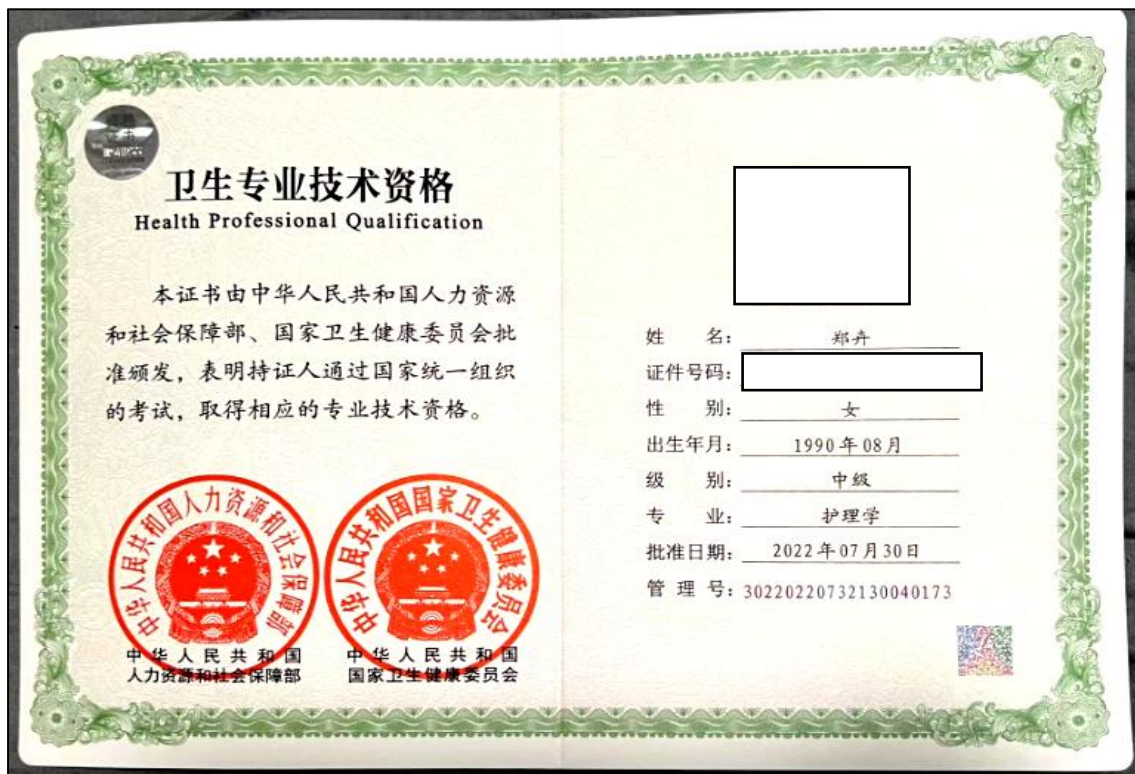 卫生专业技术资格
Health Professional Qualification
本证书由中华人民共和国人力资源
和社会保障部、国家卫生健康委员会批
准颁发，表明持证人通过国家统一组织
的考试，取得相应的专业技术资格。
中华人民共和国人力资源和社会保障部
中华人民共和国国家卫生健康委员会
中华人民共和国
人力资源和社会保障部
中华人民共和国
国家卫生健康委员会
姓 名：郑卉
证件号码：
性 别：女
出生年月：1990年08月
级 别：中级
专 业：护理学
批准日期：2022年07月30日
管 理 号：30220220732130040173